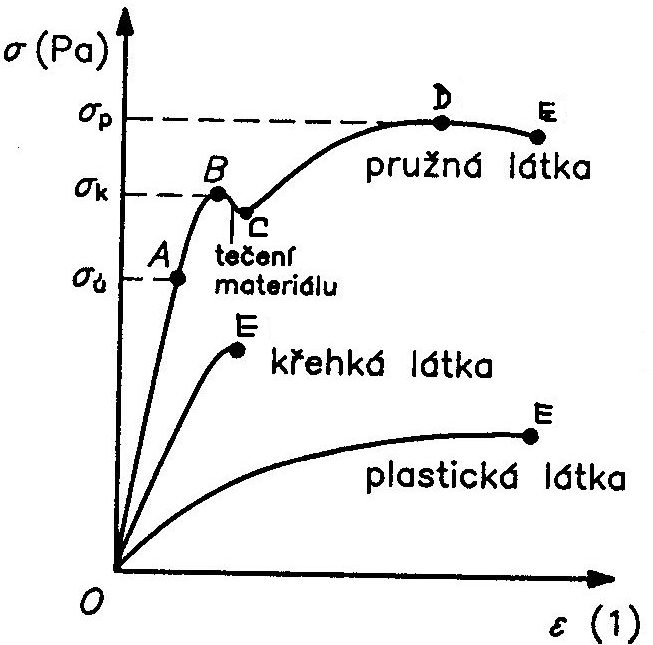 σ (Pa)
σp
D
E
pružná látka
B
σk
C
A
tečení
materiálu
σú
E
křehká látka
E
plastická látka
O
ε (1)